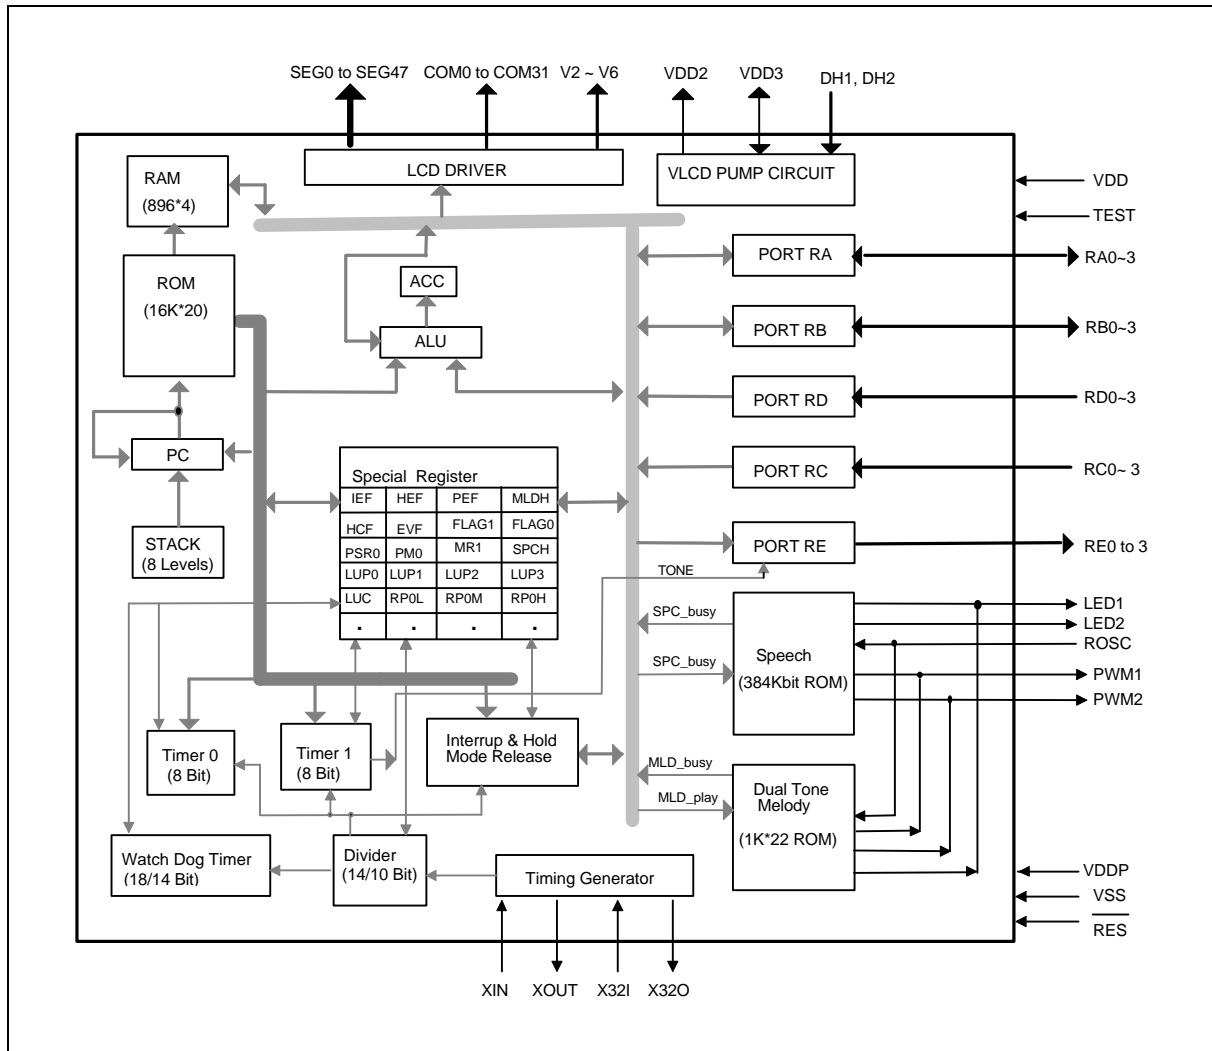 SEG0 to SEG47 COM0 to COM31 V2 ~ V6 VDD2 VDD3 DH1, DH2
LCD DRIVER
VLCD PUMP CIRCUIT
RAM
(896*4)
VDD
TEST
ROM
(16K*20)
ACC
ALU
PORT RA
RA0~3
PORT RB
RB0~3
PORT RD
RD0~3
PORT RC
RC0~ 3
PORT RE
RE0 to 3
PC
STACK
(8 Levels)
Special Register
IEF HEF PEF MLDH
HCF EVF FLAG1 FLAG0
PSR0 PM0 MR1 SPCH
LUP0 LUP1 LUP2 LUP3
LUC RP0L RP0M RP0H
. . . .
TONE
SPC_busy
SPC_busy
Speech
(384Kbit ROM)
LED1
LED2
ROSC
PWM1
PWM2
Timer 0
(8 Bit)
Timer 1
(8 Bit)
Interrup & Hold
Mode Release
MLD_busy
MLD_play
Dual Tone
Melody
(1K*22 ROM)
Watch Dog Timer
(18/14 Bit)
Divider
(14/10 Bit)
Timing Generator
VDDP
VSS
RES
XIN XOUT X32I X32O